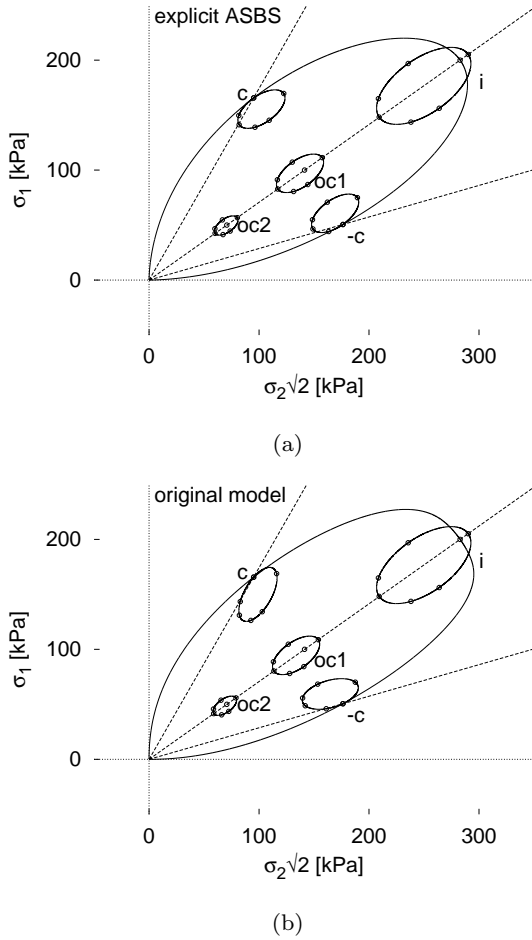 explicit ASBS
σ₁ [kPa]
200
100
0
c
i
oc1
oc2
-c
0
100
200
300
σ₂√2 [kPa]
(a)
original model
σ₁ [kPa]
200
100
0
c
i
oc1
oc2
-c
0
100
200
300
σ₂√2 [kPa]
(b)